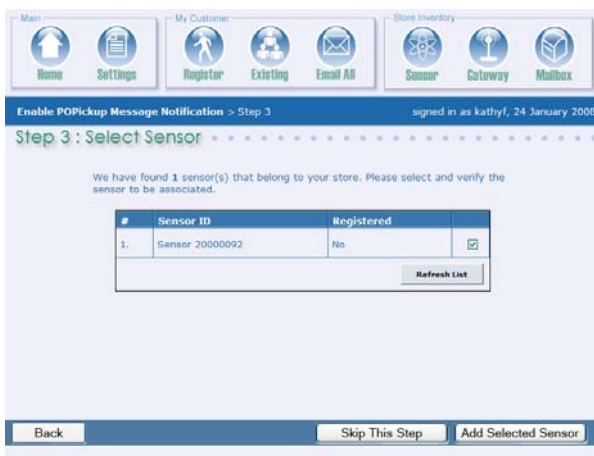 Main My Customer Store Inventory
Home Settings Register Existing Email All Sensor Gateway Mailbox
Enable POPickup Message Notification > Step 3 signed in as kathyf, 24 January 2008
Step 3 : Select Sensor
We have found 1 sensor(s) that belong to your store. Please select and verify the
sensor to be associated.
# Sensor ID Registered
1. Sensor 20000092 No
Refresh List
Back Skip This Step Add Selected Sensor